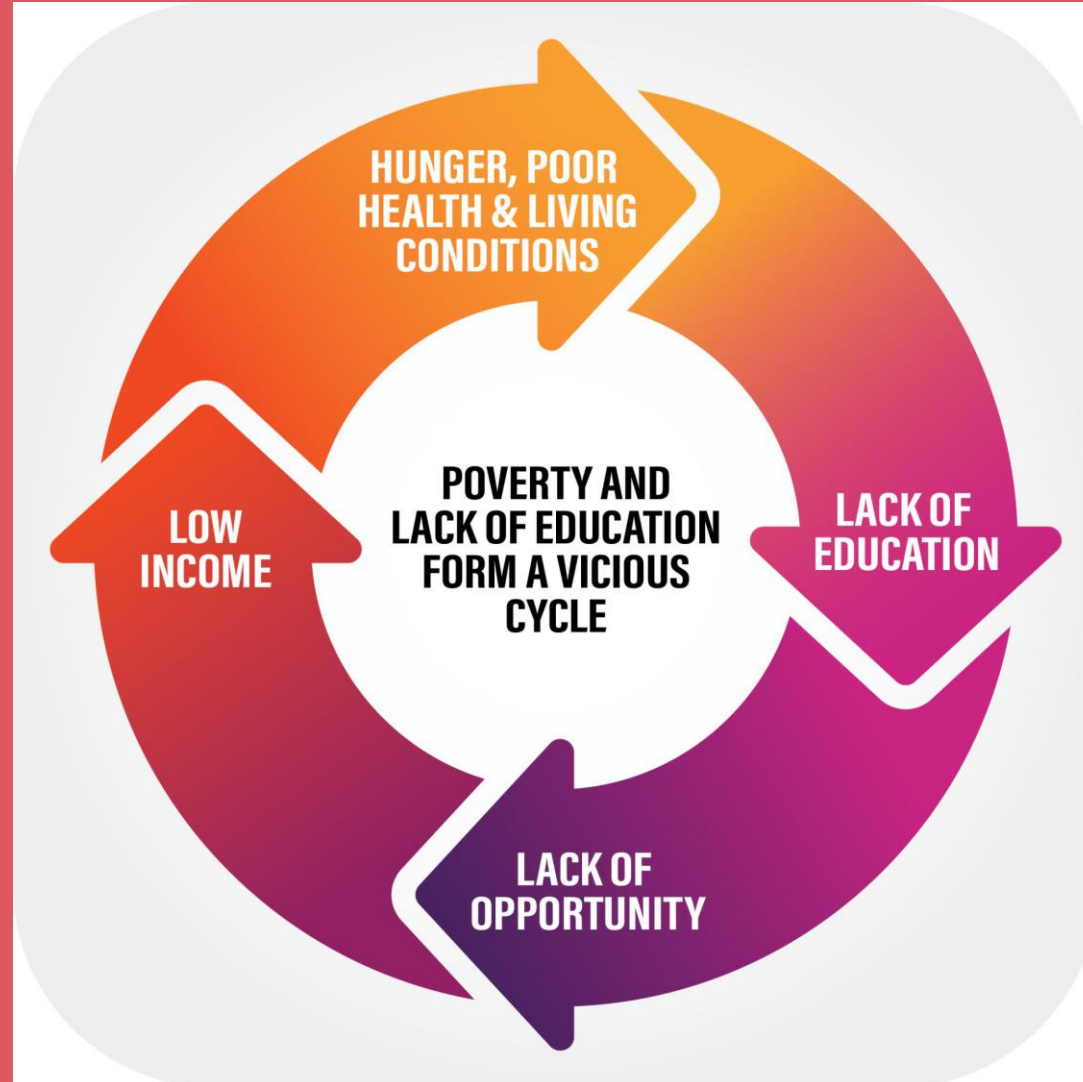 HUNGER, POOR
HEALTH & LIVING
CONDITIONS
LACK OF
EDUCATION
LACK OF
OPPORTUNITY
LOW
INCOME
POVERTY AND
LACK OF EDUCATION
FORM A VICIOUS
CYCLE